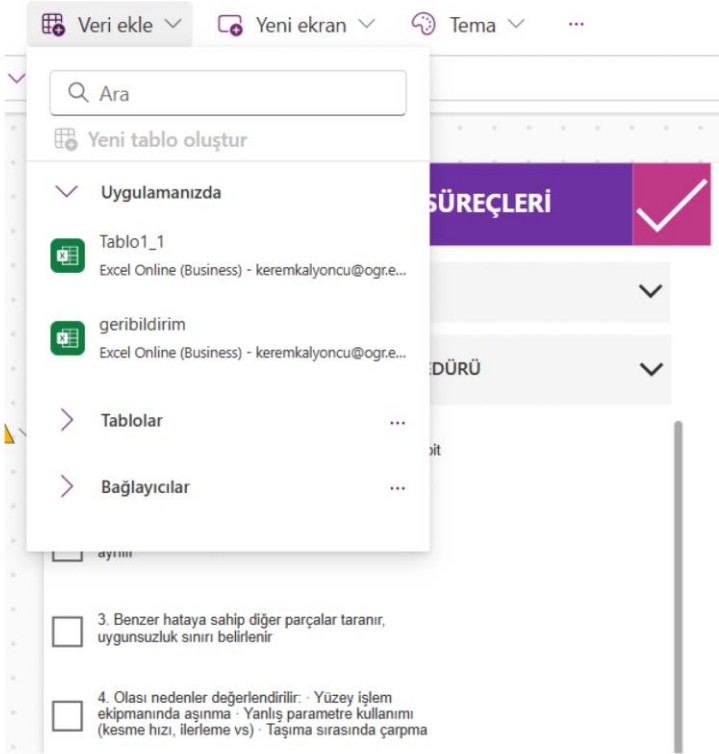 Veri ekle
Yeni ekran
Tema
Ara
Yeni tablo oluştur
Uygulamanızda
SÜREÇLERİ
Tablo1_1
Excel Online (Business) - keremkalyoncu@ogr.e...
geribildirim
Excel Online (Business) - keremkalyoncu@ogr.e...
EDÜRÜ
Tablolar
bit
Bağlayıcılar
ayrılır
3. Benzer hataya sahip diğer parçalar taranır,
uygunsuzluk sınırı belirlenir
4. Olası nedenler değerlendirilir: · Yüzey işlem
ekipmanında aşınma · Yanlış parametre kullanımı
(kesme hızı, ilerleme vs) · Taşıma sırasında çarpma